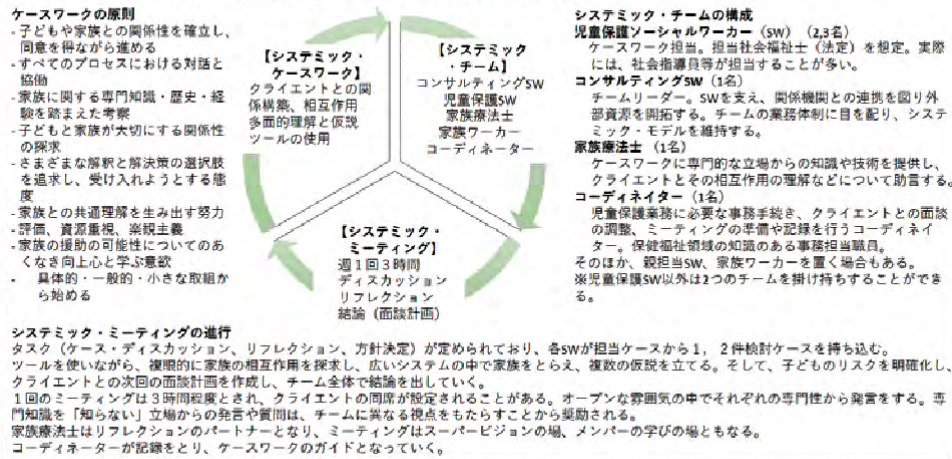 ケースワークの原則
- 子どもや家族との関係性を確立し、
同意を得ながら進める
- すべてのプロセスにおける対話と
協働
- 家族に関する専門知識・歴史・経
験を踏まえた考察
- 子どもと家族が大切にする関係性
の探求
- さまざまな解釈と解決策の選択肢
を追求し、受け入れようとする態
度
- 家族との共通理解を生み出す努力
- 評価、資源重視、楽観主義
- 家族の援助の可能性についてのあ
くなき向上心と学ぶ意欲
- 具体的・一般的・小さな取組か
ら始める
【システミック・
ケースワーク】
クライエントとの関
係構築、相互作用
多面的理解と仮説
ツールの使用
【システミック
・チーム】
コンサルティングSW
児童保護SW
家族療法士
家族ワーカー
コーディネーター
【システミック・
ミーティング】
週1回3時間
ディスカッション
リフレクション
結論（面談計画）
システミック・チームの構成
児童保護ソーシャルワーカー（SW）（2,3名）
ケースワーク担当。担当社会福祉士（法定）を想定。実際
には、社会指導員等が担当することが多い。
コンサルティングSW（1名）
チームリーダー。SWを支え、関係機関との連携を図り外
部資源を開拓する。チームの業務体制に目を配り、システ
ミック・モデルを維持する。
家族療法士（1名）
ケースワークに専門的な立場からの知識や技術を提供し、
クライエントとその相互作用の理解などについて助言する。
コーディネイター（1名）
児童保護業務に必要な事務手続き、クライエントとの面談
の調整、ミーティングの準備や記録を行うコーディネイ
ター。保健福祉領域の知識のある事務担当職員。
そのほか、親担当SW、家族ワーカーを置く場合もある。
※児童保護SW以外は2つのチームを掛け持ちすることができ
る。
システミック・ミーティングの進行
タスク（ケース・ディスカッション、リフレクション、方針決定）が定められており、各SWが担当ケースから1，2件検討ケースを持ち込む。
ツールを使いながら、複眼的に家族の相互作用を探求し、広いシステムの中で家族をとらえ、複数の仮説を立てる。そして、子どものリスクを明確化し、
クライエントとの次回の面談計画を作成し、チーム全体で結論を出していく。
1回のミーティングは3時間程度とされ、クライエントの同席が設定されることがある。オープンな雰囲気の中でそれぞれの専門性から発言をする。専
門知識を「知らない」立場からの発言や質問は、チームに異なる視点をもたらすことから奨励される。
家族療法士はリフレクションのパートナーとなり、ミーティングはスーパービジョンの場、メンバーの学びの場ともなる。
コーディネーターが記録をとり、ケースワークのガイドとなっていく。